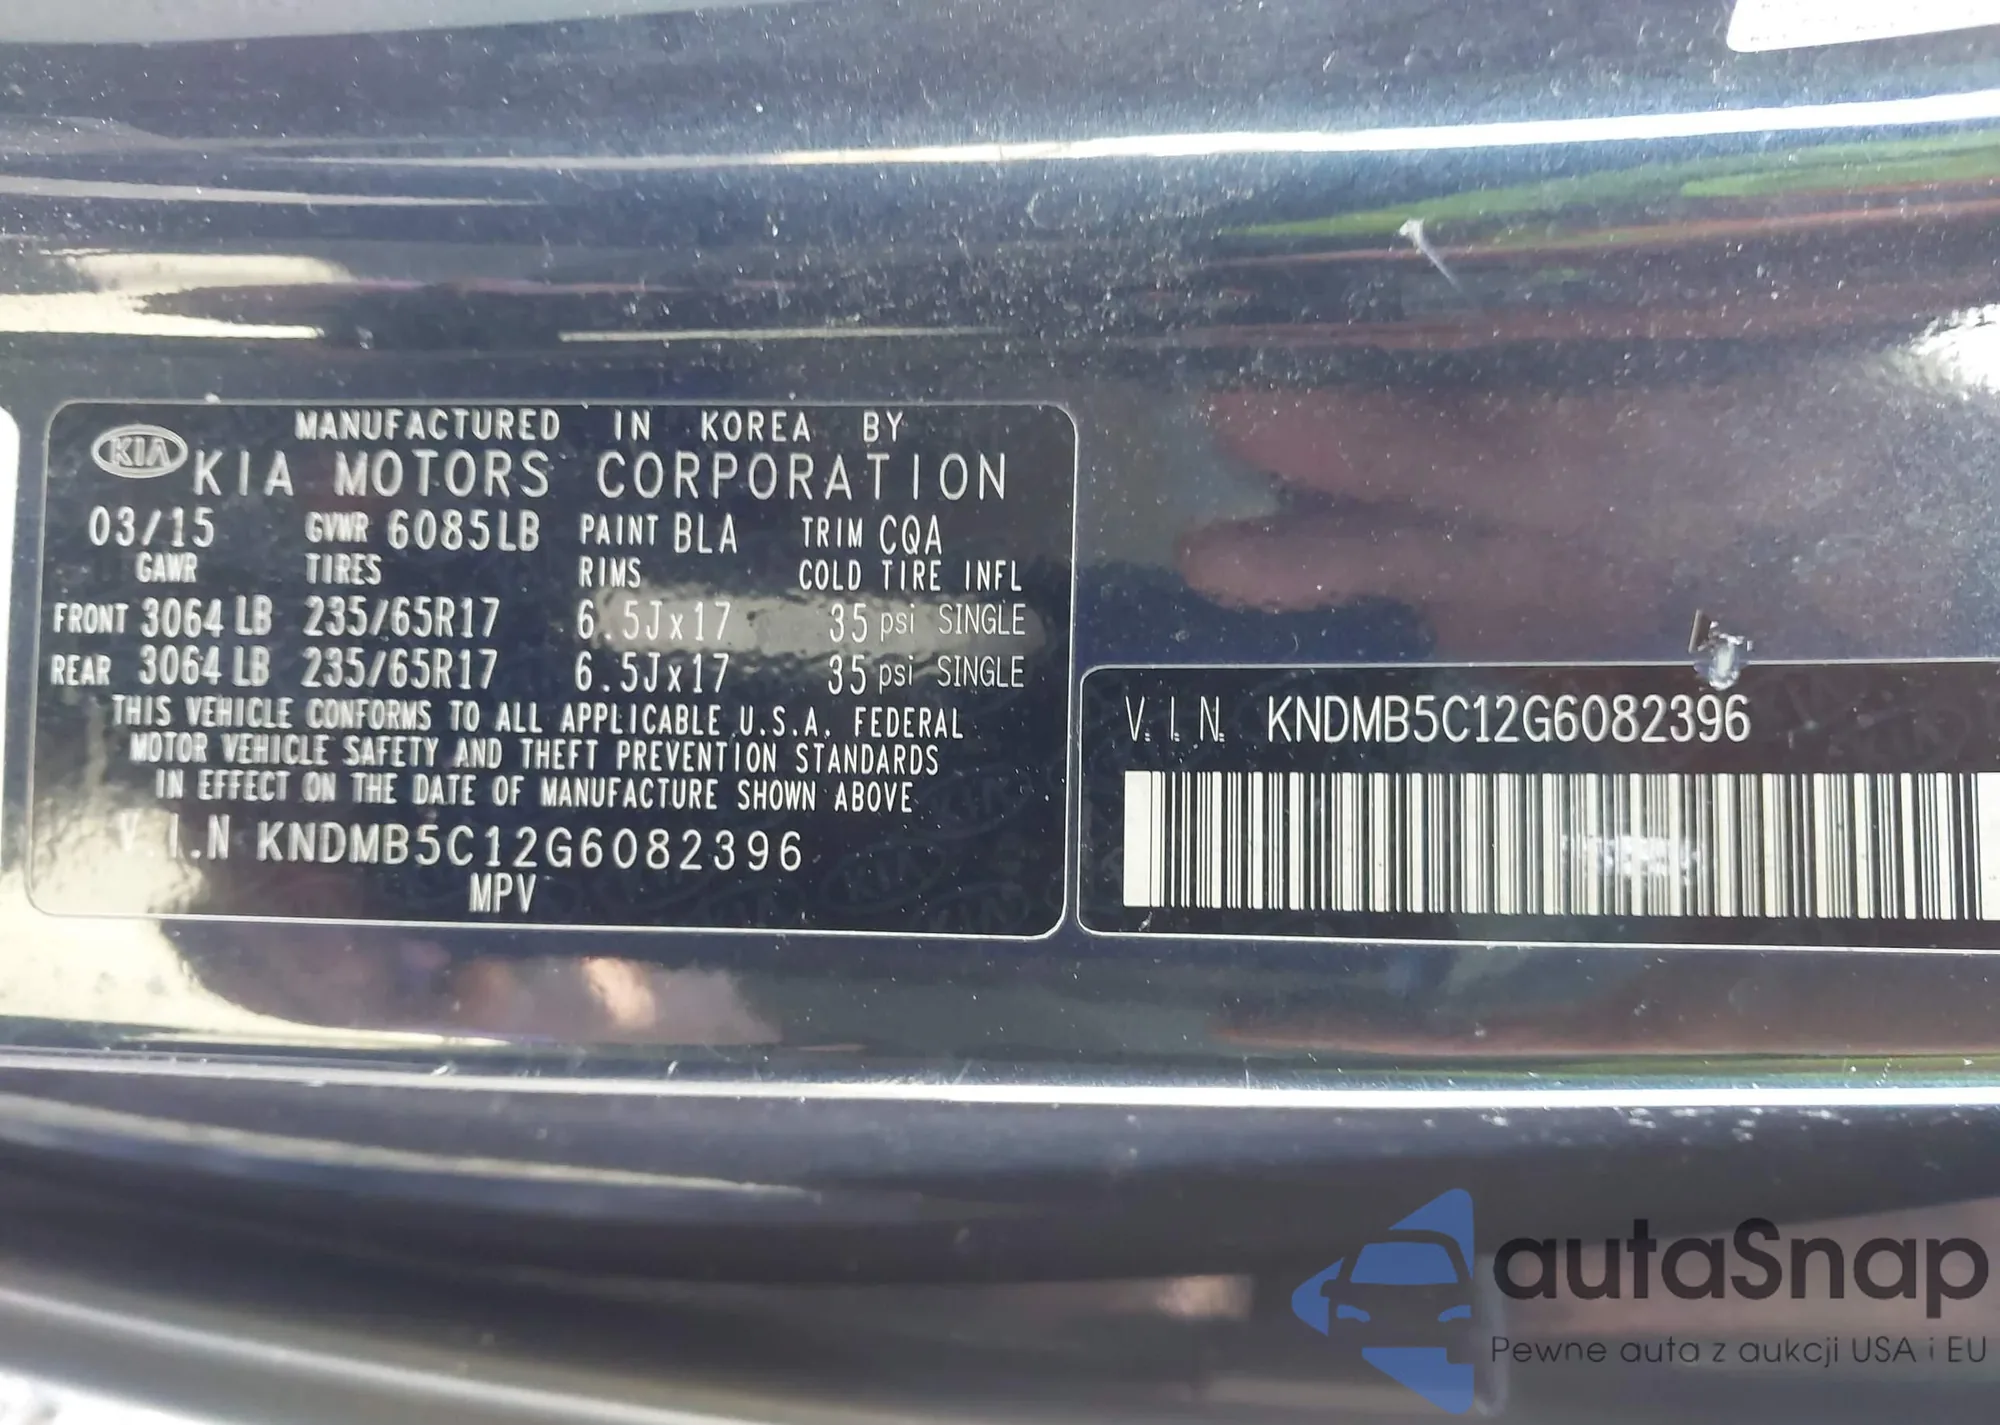 MANUFACTURED IN KOREA BY
KIA KIA MOTORS CORPORATION
03/15 GVWR 6085LB PAINT BLA TRIM CQA
GAWR TIRES RIMS COLD TIRE INFL
FRONT 3064 LB 235/65R17 6.5Jx17 35 psi SINGLE
REAR 3064 LB 235/65R17 6.5Jx17 35 psi SINGLE
THIS VEHICLE CONFORMS TO ALL APPLICABLE U.S.A. FEDERAL
MOTOR VEHICLE SAFETY AND THEFT PREVENTION STANDARDS
IN EFFECT ON THE DATE OF MANUFACTURE SHOWN ABOVE
V.I.N KNDMB5C12G6082396
MPV
V.I.N. KNDMB5C12G6082396
autaSnap
Pewne auta z aukcji USA i EU